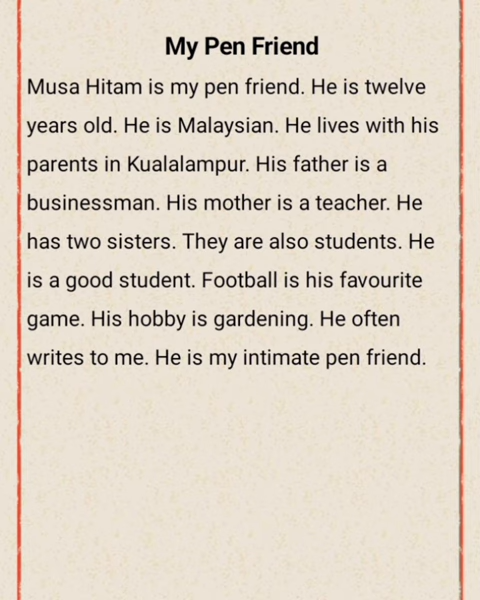 My Pen Friend
Musa Hitam is my pen friend. He is twelve
years old. He is Malaysian. He lives with his
parents in Kualalampur. His father is a
businessman. His mother is a teacher. He
has two sisters. They are also students. He
is a good student. Football is his favourite
game. His hobby is gardening. He often
writes to me. He is my intimate pen friend.